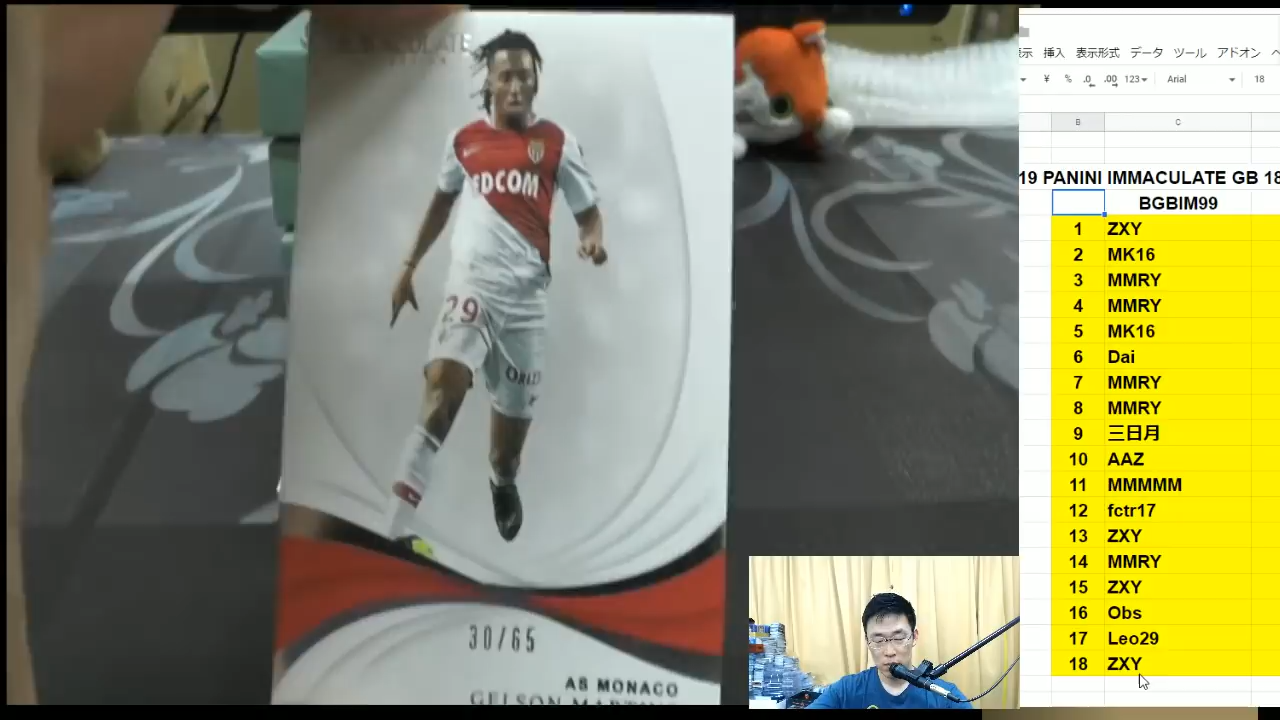 EDCOM
29
30/65
AS MONACO
GELSON MARTINS
示 挿入 表示形式 データ ツール アドオン ヘ
¥ % .0 .00 123 Arial 18
B C
19 PANINI IMMACULATE GB 18
BGBIM99
1 ZXY
2 MK16
3 MMRY
4 MMRY
5 MK16
6 Dai
7 MMRY
8 MMRY
9 三日月
10 AAZ
11 MMMMM
12 fctr17
13 ZXY
14 MMRY
15 ZXY
16 Obs
17 Leo29
18 ZXY